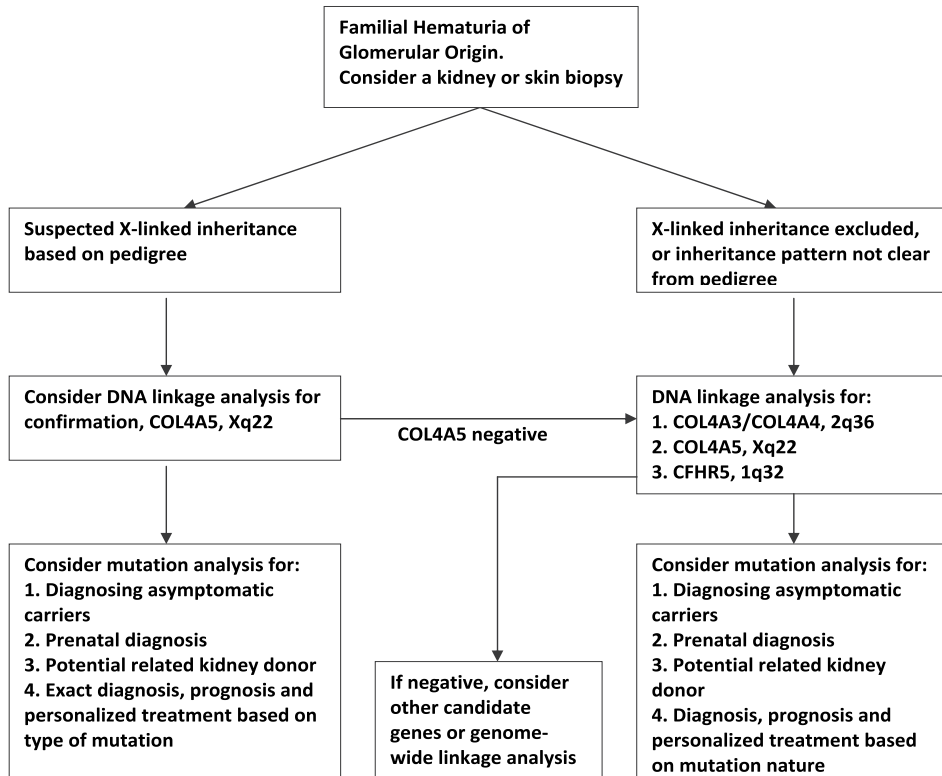 Familial Hematuria of
Glomerular Origin.
Consider a kidney or skin biopsy
Suspected X-linked inheritance
based on pedigree
X-linked inheritance excluded,
or inheritance pattern not clear
from pedigree
Consider DNA linkage analysis for
confirmation, COL4A5, Xq22
COL4A5 negative
DNA linkage analysis for:
1. COL4A3/COL4A4, 2q36
2. COL4A5, Xq22
3. CFHR5, 1q32
Consider mutation analysis for:
1. Diagnosing asymptomatic
carriers
2. Prenatal diagnosis
3. Potential related kidney donor
4. Exact diagnosis, prognosis and
personalized treatment based on
type of mutation
If negative, consider
other candidate
genes or genome-
wide linkage analysis
Consider mutation analysis for:
1. Diagnosing asymptomatic
carriers
2. Prenatal diagnosis
3. Potential related kidney
donor
4. Diagnosis, prognosis and
personalized treatment based
on mutation nature